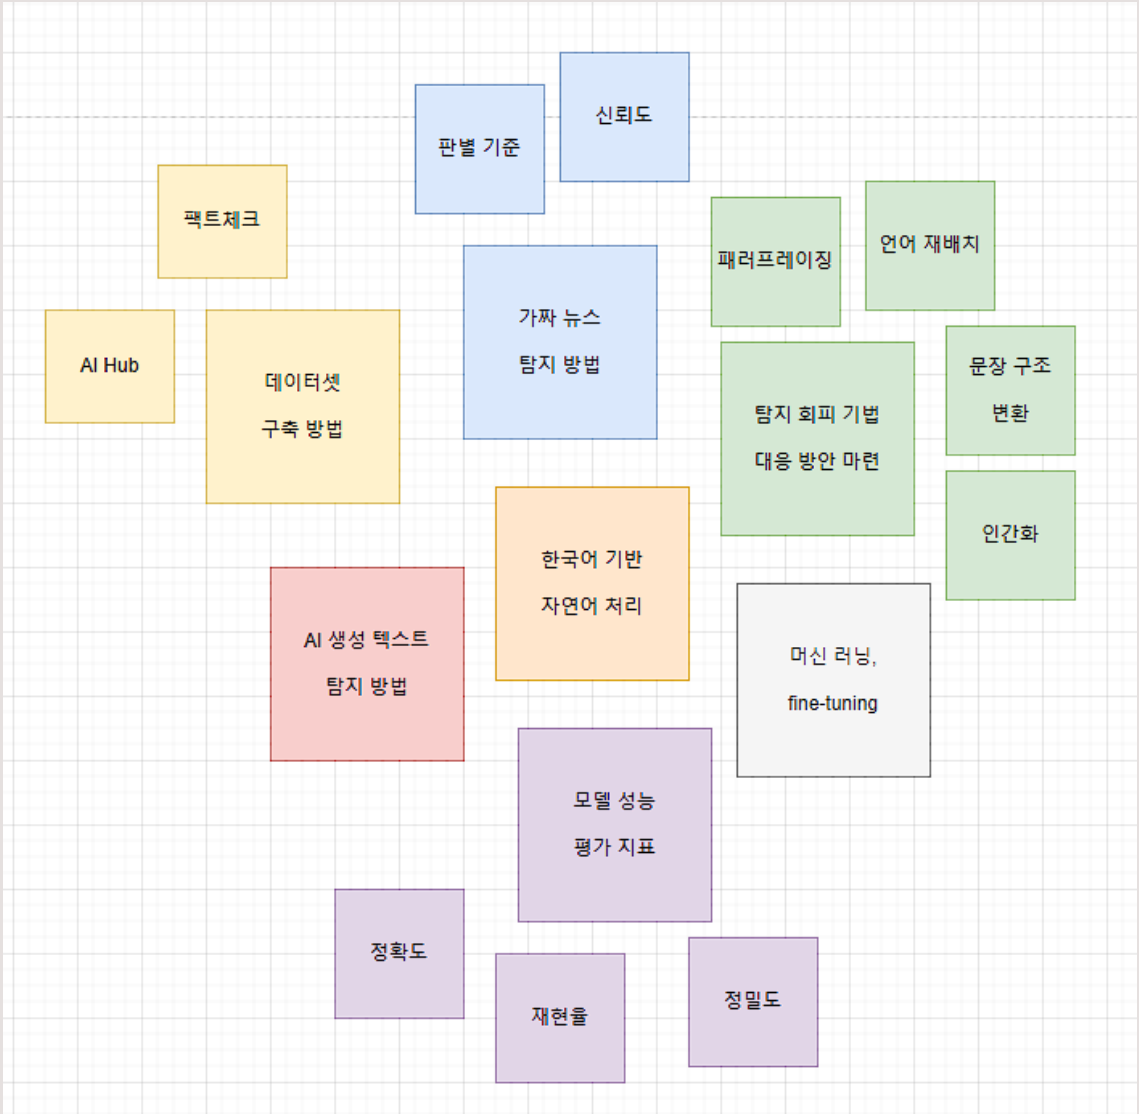 신뢰도
판별 기준
팩트체크
패러프레이징
언어 재배치
가짜 뉴스
탐지 방법
AI Hub
데이터셋
구축 방법
탐지 회피 기법
대응 방안 마련
문장 구조
변환
인간화
한국어 기반
자연어 처리
AI 생성 텍스트
탐지 방법
머신 러닝,
fine-tuning
모델 성능
평가 지표
정확도
재현율
정밀도